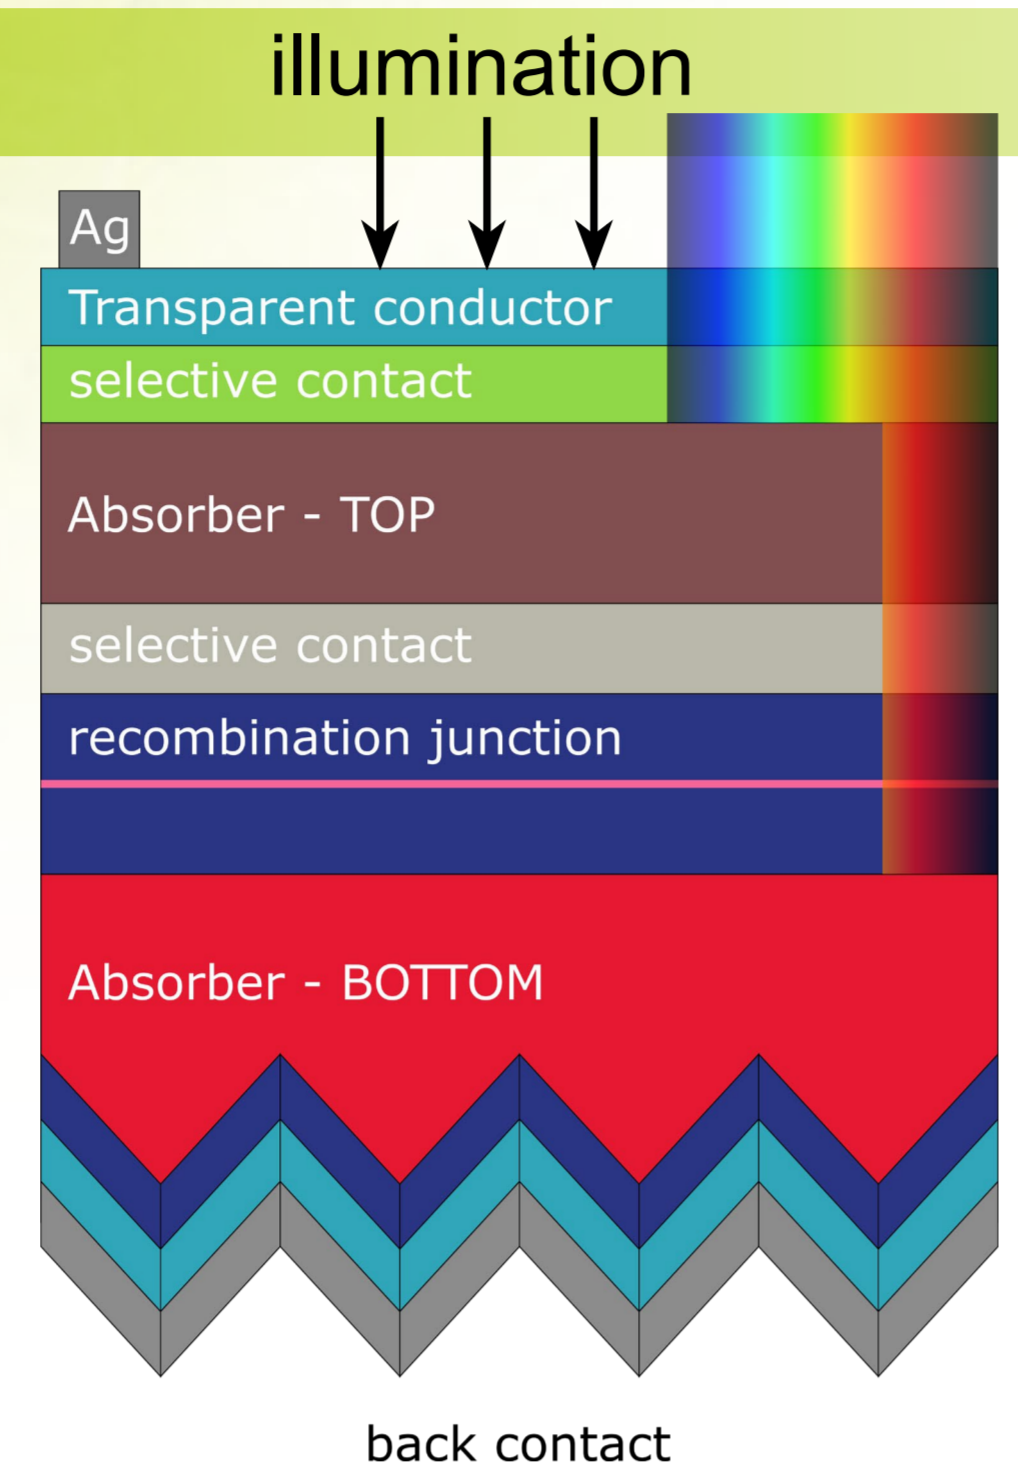 illumination
Ag
Transparent conductor
selective contact
Absorber - TOP
selective contact
recombination junction
Absorber - BOTTOM
back contact